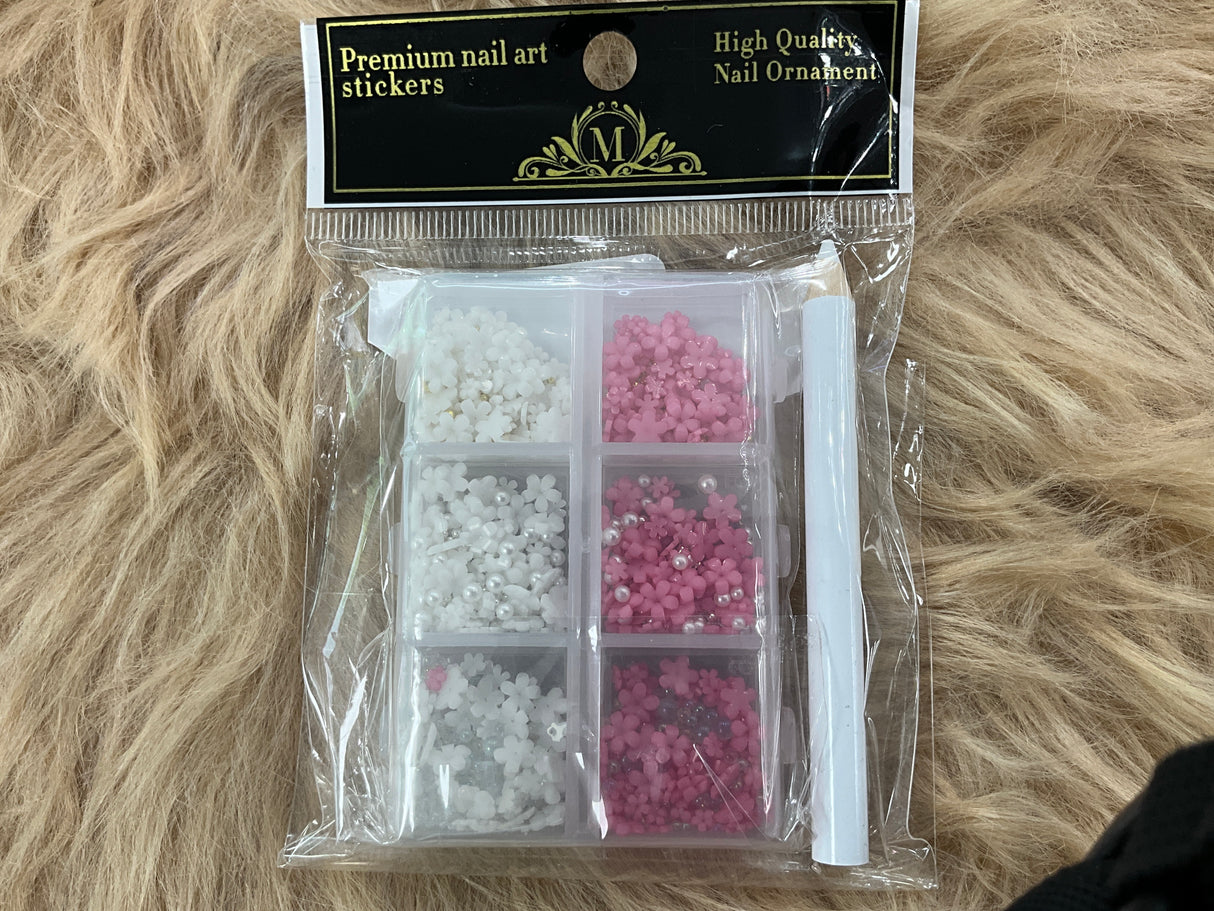 Premium nail art
stickers
High Quality
Nail Ornament
M